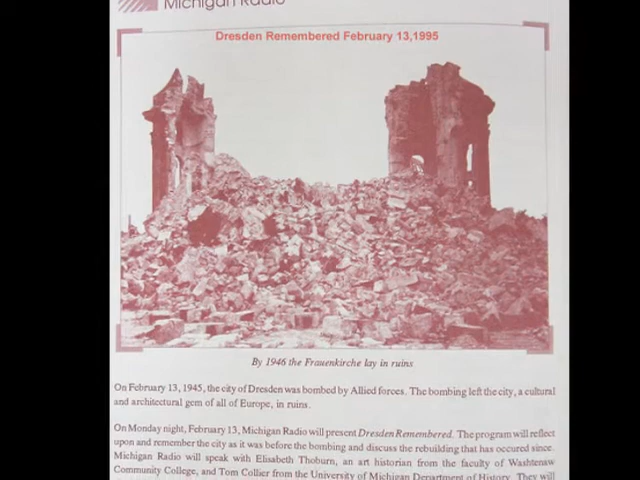 Michigan Radio
Dresden Remembered February 13,1995
By 1946 the Frauenkirche lay in ruins
On February 13, 1945, the city of Dresden was bombed by Allied forces. The bombing left the city, a cultural
and architectural gem of all of Europe, in ruins.
On Monday night, February 13, Michigan Radio will present Dresden Remembered. The program will reflect
upon and remember the city as it was before the bombing and discuss the rebuilding that has occured since.
Michigan Radio will speak with Elisabeth Thoburn, an art historian from the faculty of Washtenaw
Community College, and Tom Collier from the University of Michigan Department of History. They will